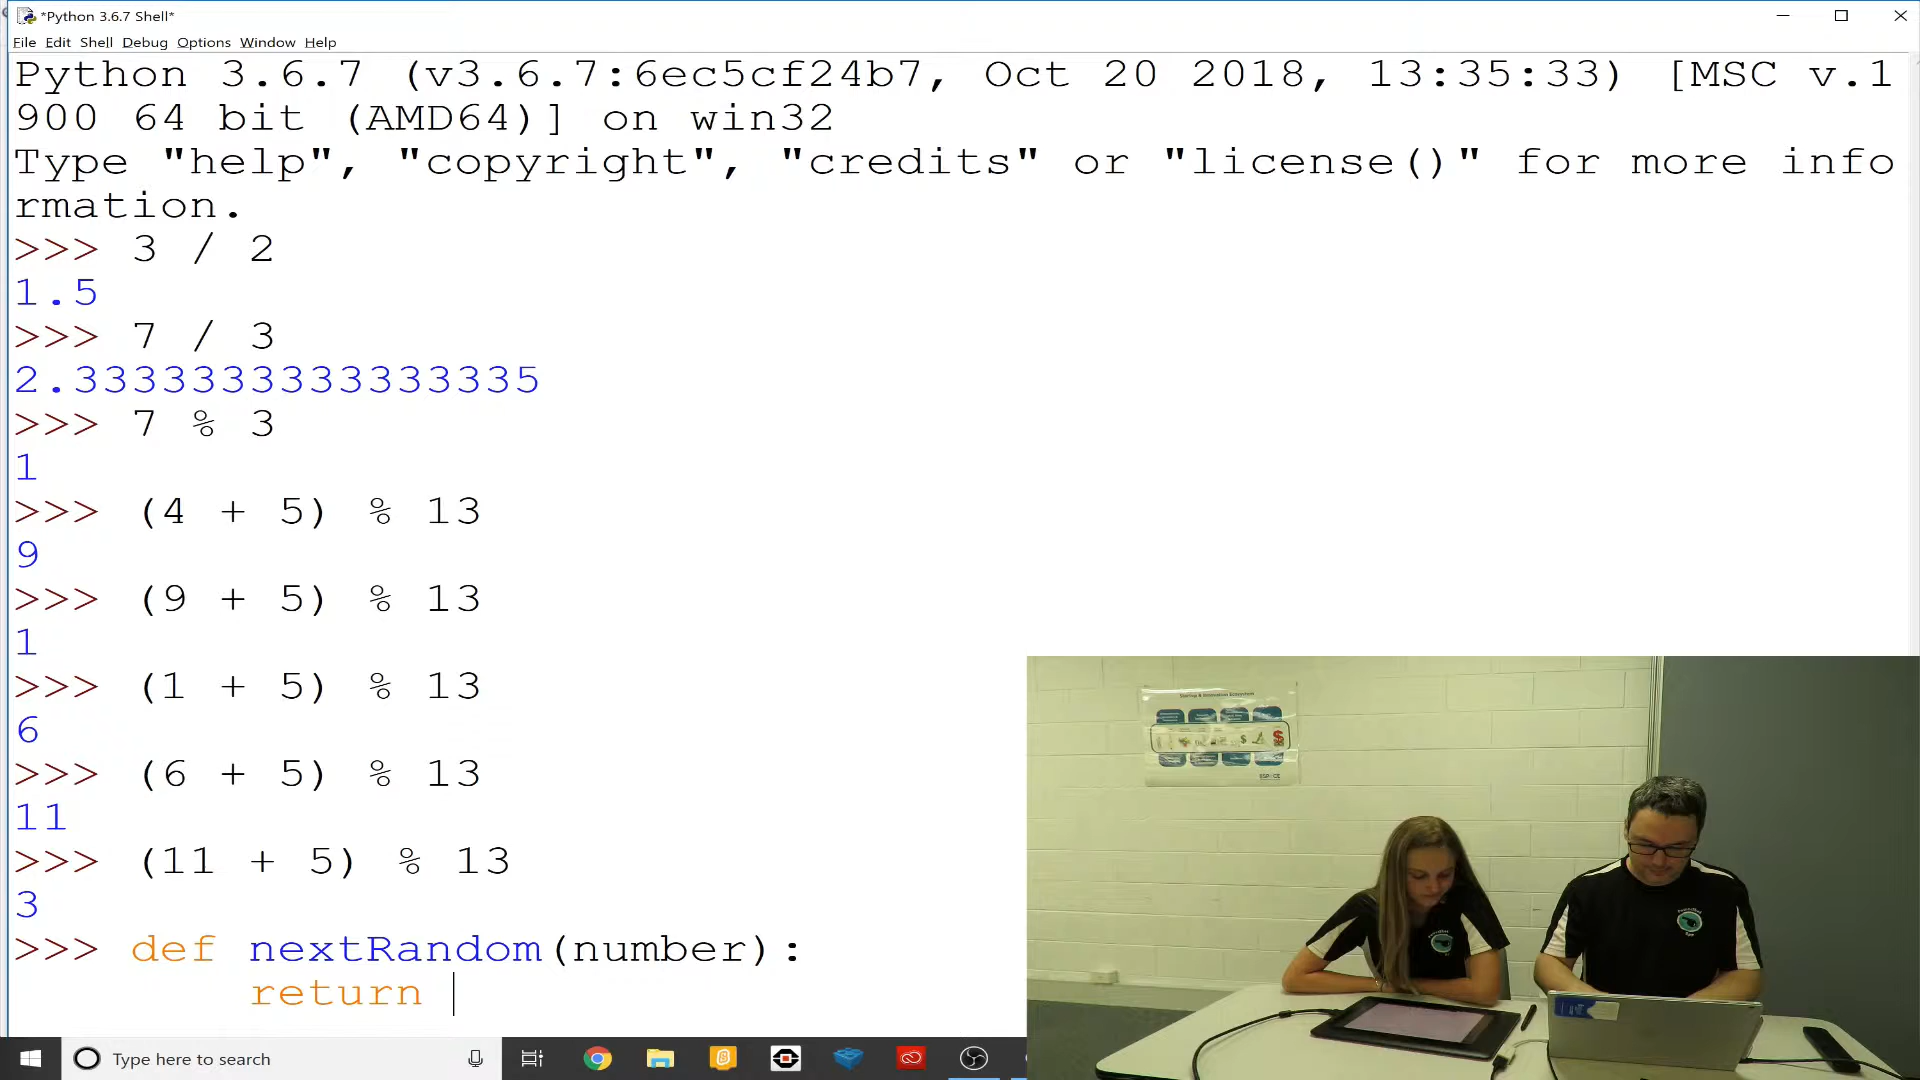 *Python 3.6.7 Shell*
File Edit Shell Debug Options Window Help
Python 3.6.7 (v3.6.7:6ec5cf24b7, Oct 20 2018, 13:35:33) [MSC v.1
900 64 bit (AMD64)] on win32
Type "help", "copyright", "credits" or "license()" for more info
rmation.
>>> 3 / 2
1.5
>>> 7 / 3
2.3333333333333335
>>> 7 % 3
1
>>> (4 + 5) % 13
9
>>> (9 + 5) % 13
1
>>> (1 + 5) % 13
6
>>> (6 + 5) % 13
11
>>> (11 + 5) % 13
3
>>> def nextRandom(number):
return
Startup & Innovation Ecosystem
Type here to search